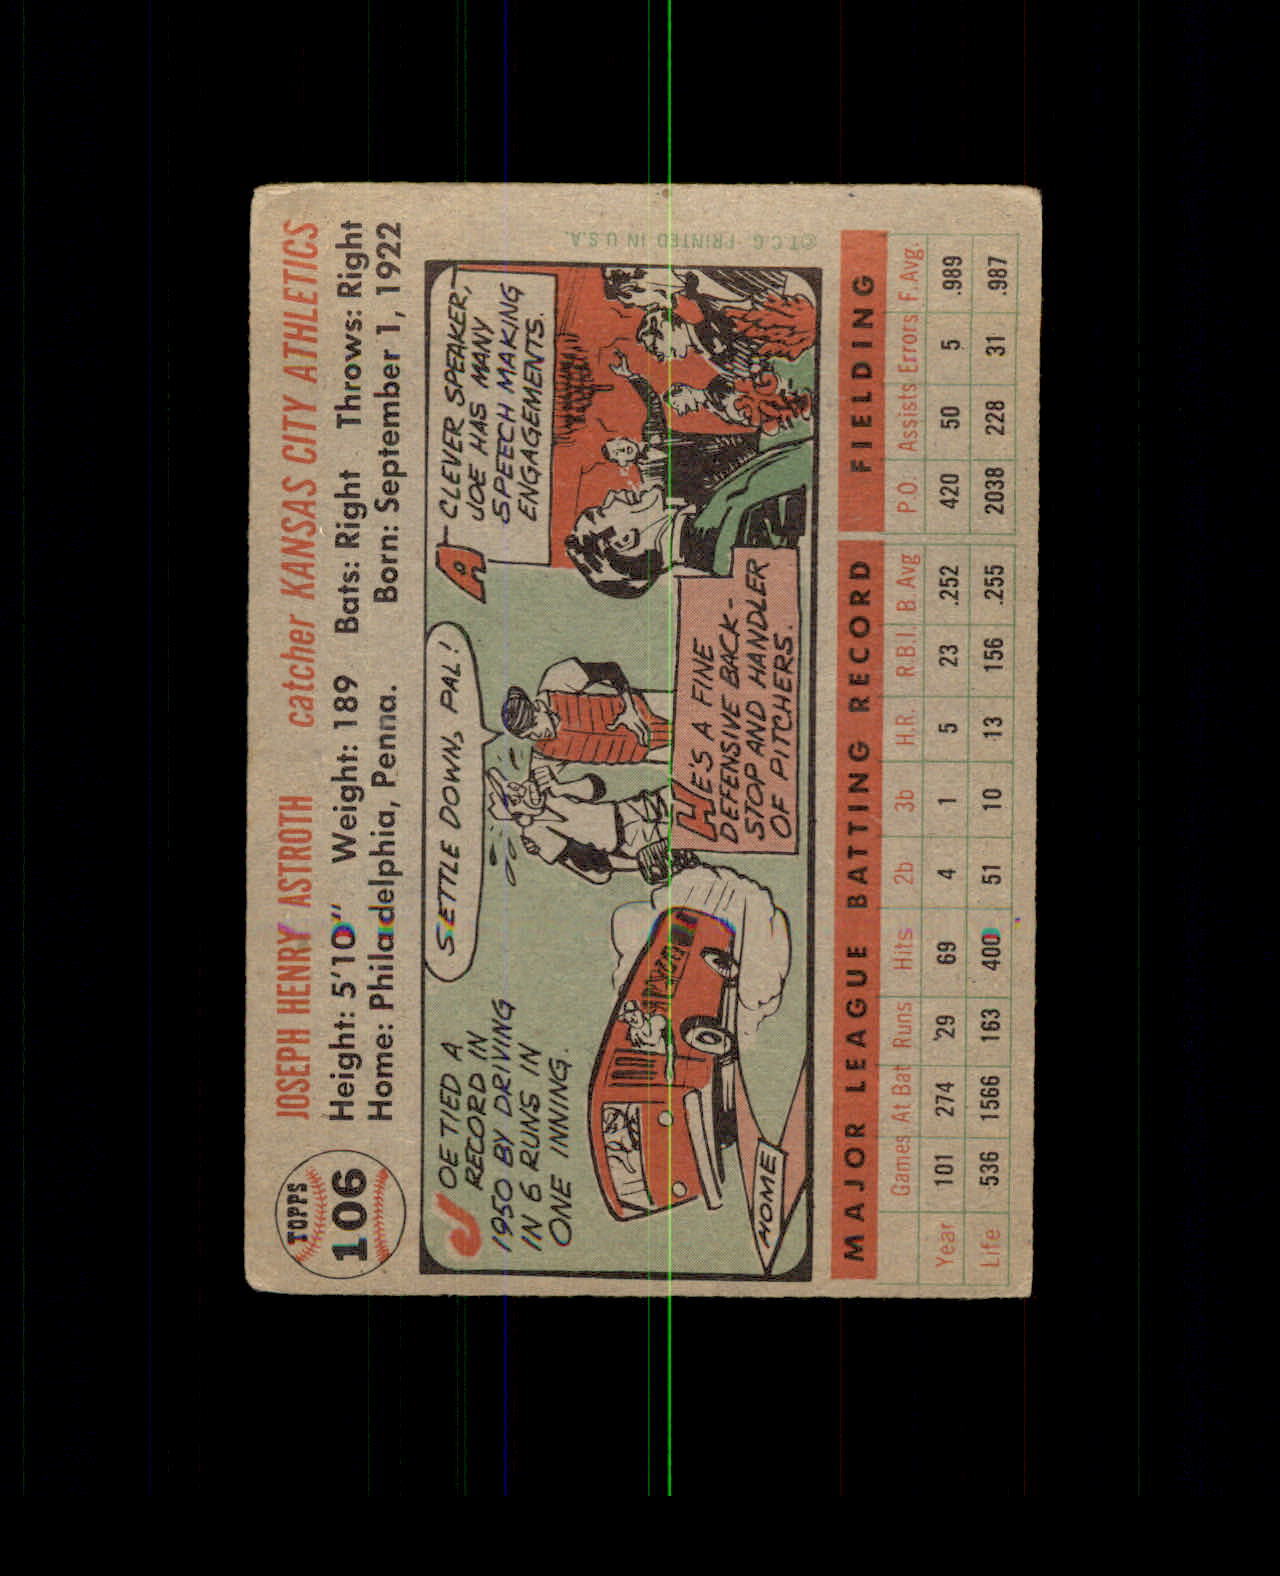 TOPPS
106
JOSEPH HENRY ASTROTH catcher KANSAS CITY ATHLETICS
Height: 5'10" Weight: 189 Bats: Right Throws: Right
Home: Philadelphia, Penna. Born: September 1, 1922
JOE TIED A
RECORD IN
1950 BY DRIVING
IN 6 RUNS IN
ONE INNING.
HOME
SETTLE DOWN, PAL!
HE'S A FINE
DEFENSIVE BACK-
STOP AND HANDLER
OF PITCHERS.
A CLEVER SPEAKER,
JOE HAS MANY
SPEECH MAKING
ENGAGEMENTS.
©T.C.G. PRINTED IN U.S.A.
MAJOR LEAGUE BATTING RECORD FIELDING
Games At Bat Runs Hits 2b 3b H.R. R.B.I. B. Avg P.O. Assists Errors F. Avg.
Year 101 274 29 69 4 1 5 23 .252 420 50 5 .989
Life 536 1566 163 400 51 10 13 156 .255 2038 228 31 .987